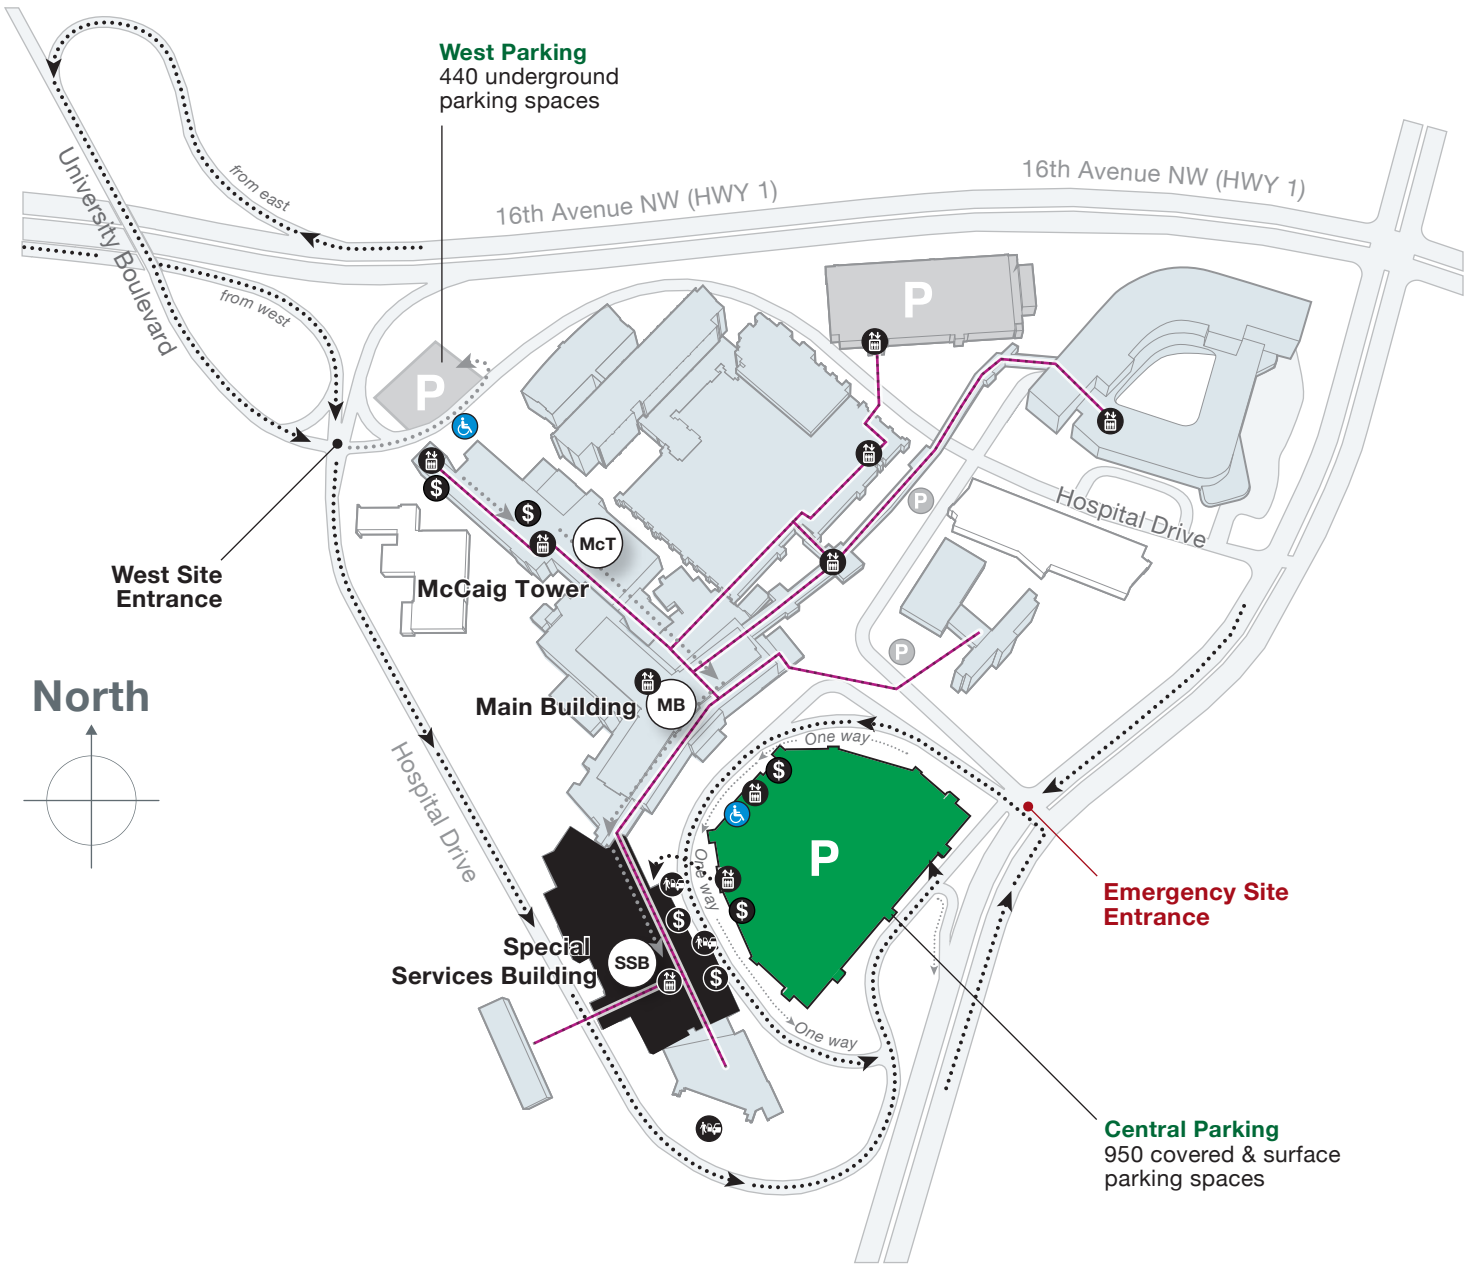 West Parking
440 underground
parking spaces
University Boulevard
from east
16th Avenue NW (HWY 1)
16th Avenue NW (HWY 1)
from west
P
P
P
$
$
McT
Hospital Drive
West Site
Entrance
McCaig Tower
P
North
Main Building
MB
One way
Hospital Drive
$
P
One way
$
$
$
Emergency Site
Entrance
Special
Services Building
SSB
One way
Central Parking
950 covered & surface
parking spaces